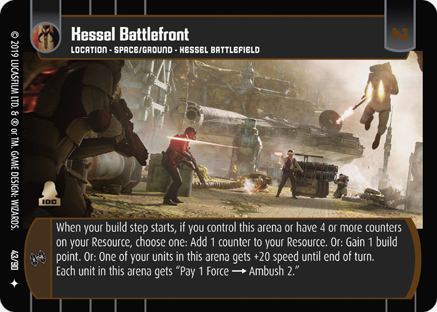 Kessel Battlefront
LOCATION - SPACE/GROUND - KESSEL BATTLEFIELD
2
© 2019 LUCASFILM LTD. & ® or TM. GAME DESIGN: WIZARDS.
IDC
When your build step starts, if you control this arena or have 4 or more counters
on your Resource, choose one: Add 1 counter to your Resource. Or: Gain 1 build
point. Or: One of your units in this arena gets +20 speed until end of turn.
Each unit in this arena gets “Pay 1 Force → Ambush 2.”